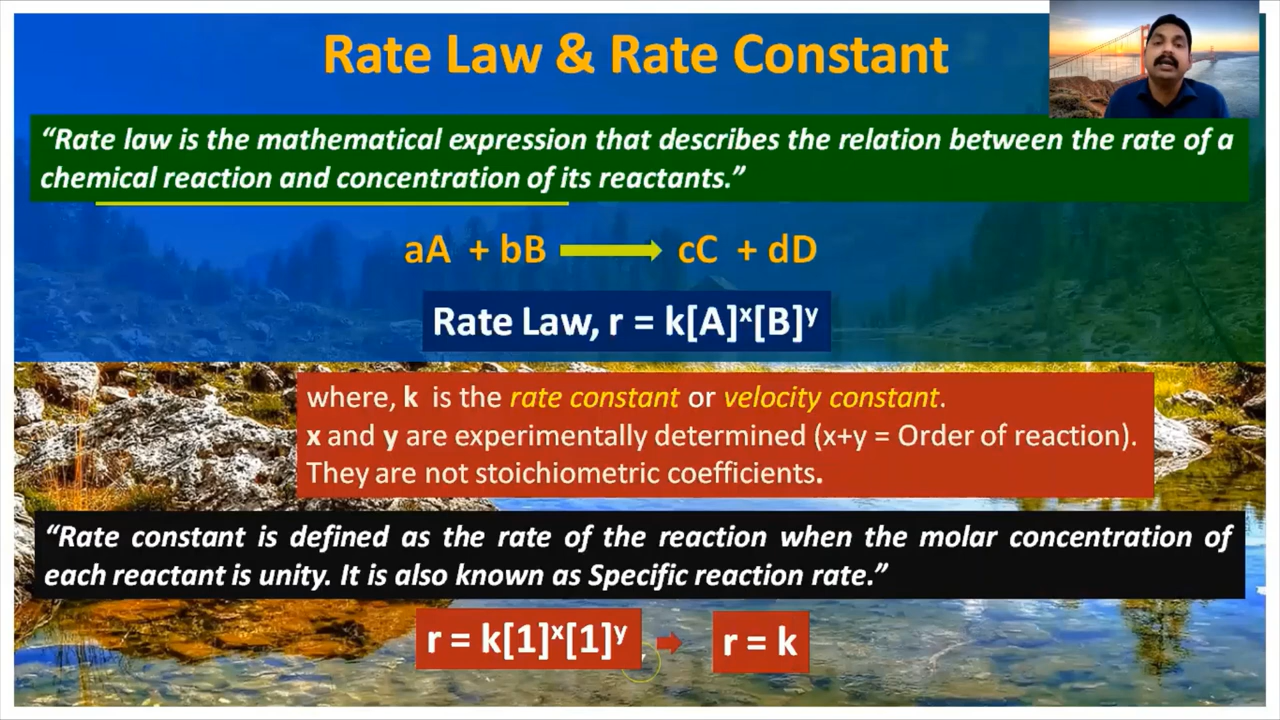 Rate Law & Rate Constant
“Rate law is the mathematical expression that describes the relation between the rate of a
chemical reaction and concentration of its reactants.”
aA + bB ⟶ cC + dD
Rate Law, r = k[A]ˣ[B]ʸ
where, k is the rate constant or velocity constant.
x and y are experimentally determined (x+y = Order of reaction).
They are not stoichiometric coefficients.
“Rate constant is defined as the rate of the reaction when the molar concentration of
each reactant is unity. It is also known as Specific reaction rate.”
r = k[1]ˣ[1]ʸ ➡ r = k